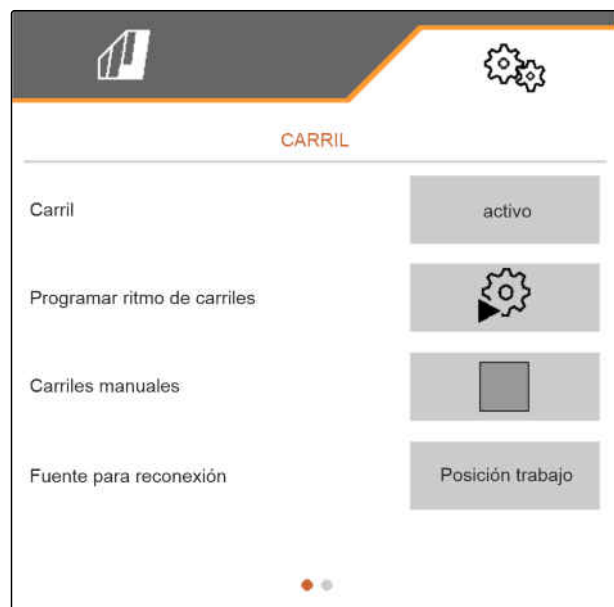 CARRIL
Carril
activo
Programar ritmo de carriles
Carriles manuales
Fuente para reconexión
Posición trabajo